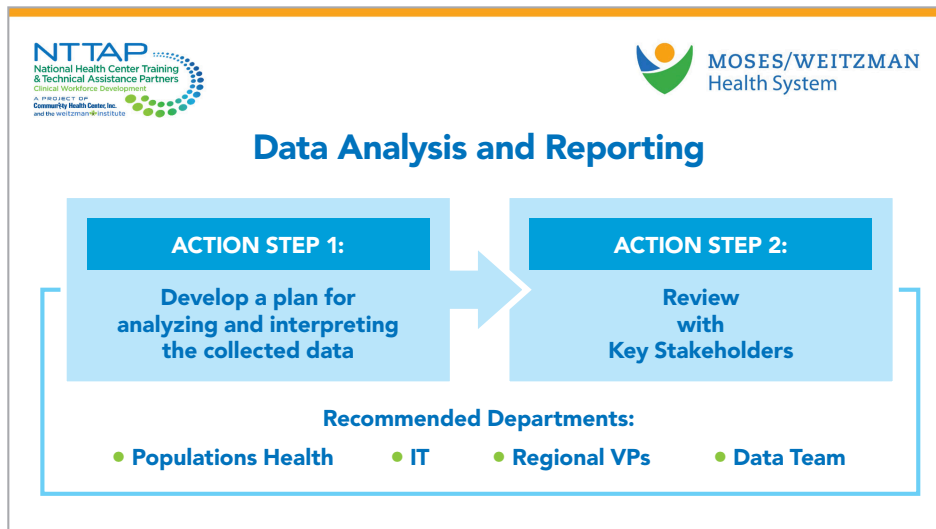 NTTAP
National Health Center Training
& Technical Assistance Partners
Clinical Workforce Development
A PROJECT OF
Community Health Center, Inc.
and the weitzman institute
MOSES/WEITZMAN
Health System
Data Analysis and Reporting
ACTION STEP 1:
Develop a plan for
analyzing and interpreting
the collected data
ACTION STEP 2:
Review
with
Key Stakeholders
Recommended Departments:
• Populations Health • IT • Regional VPs • Data Team